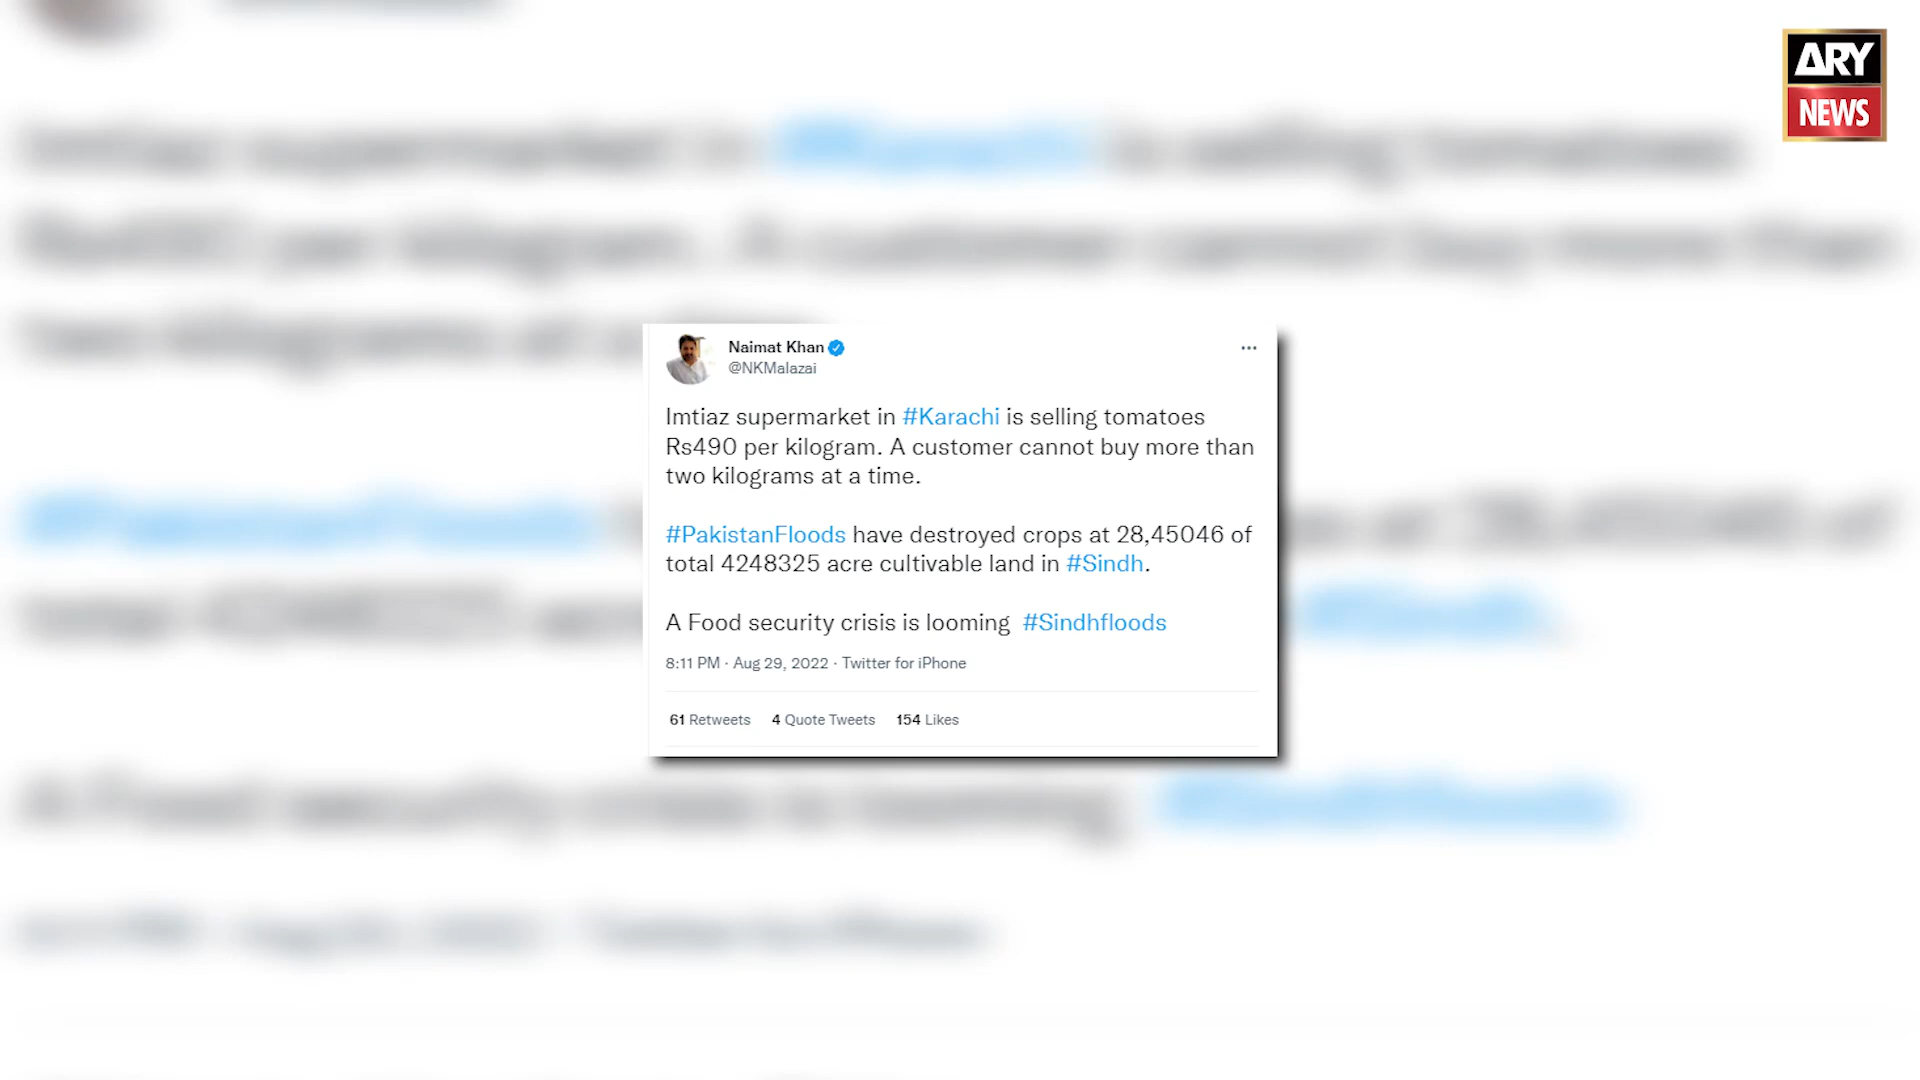 ARY
NEWS
Naimat Khan
@NKMalazai
Imtiaz supermarket in #Karachi is selling tomatoes
Rs490 per kilogram. A customer cannot buy more than
two kilograms at a time.
#PakistanFloods have destroyed crops at 28,45046 of
total 4248325 acre cultivable land in #Sindh.
A Food security crisis is looming #Sindhfloods
8:11 PM · Aug 29, 2022 · Twitter for iPhone
61 Retweets 4 Quote Tweets 154 Likes